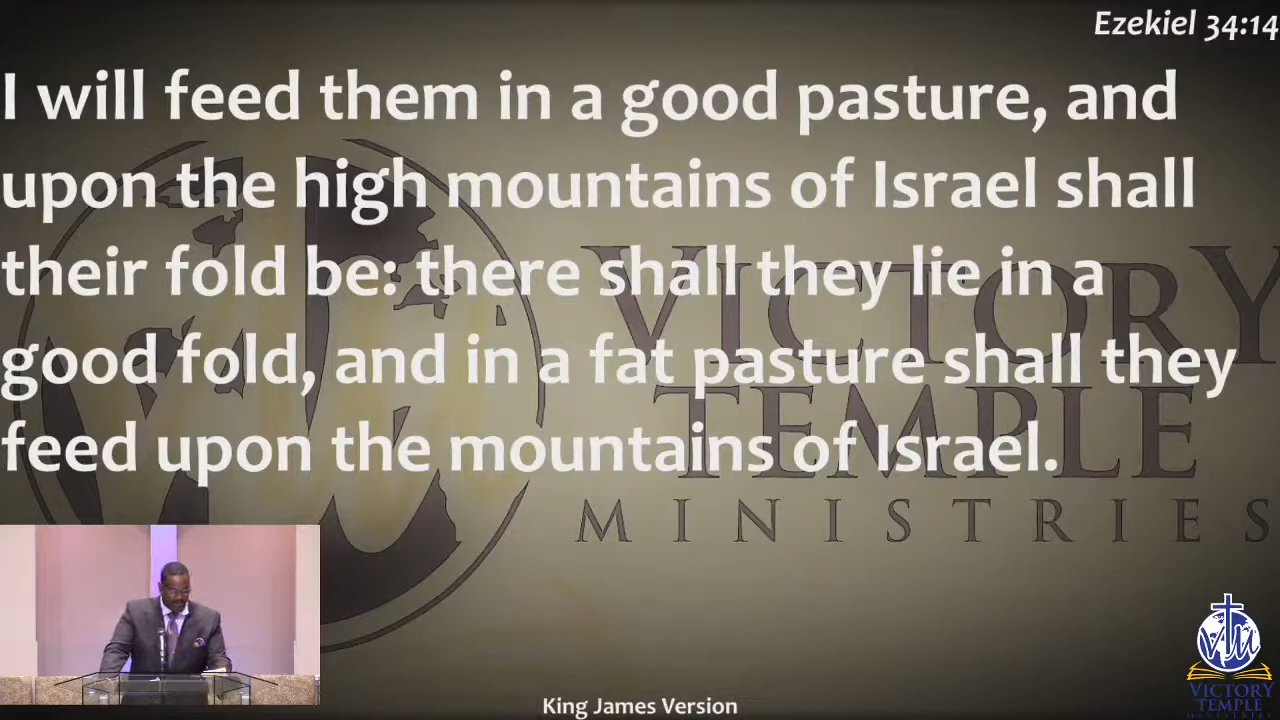 Ezekiel 34:14
I will feed them in a good pasture, and
upon the high mountains of Israel shall
their fold be: there shall they lie in a
good fold, and in a fat pasture shall they
feed upon the mountains of Israel.
VICTORY
TEMPLE
MINISTRIES
King James Version
VTM
VICTORY
TEMPLE
MINISTRIES